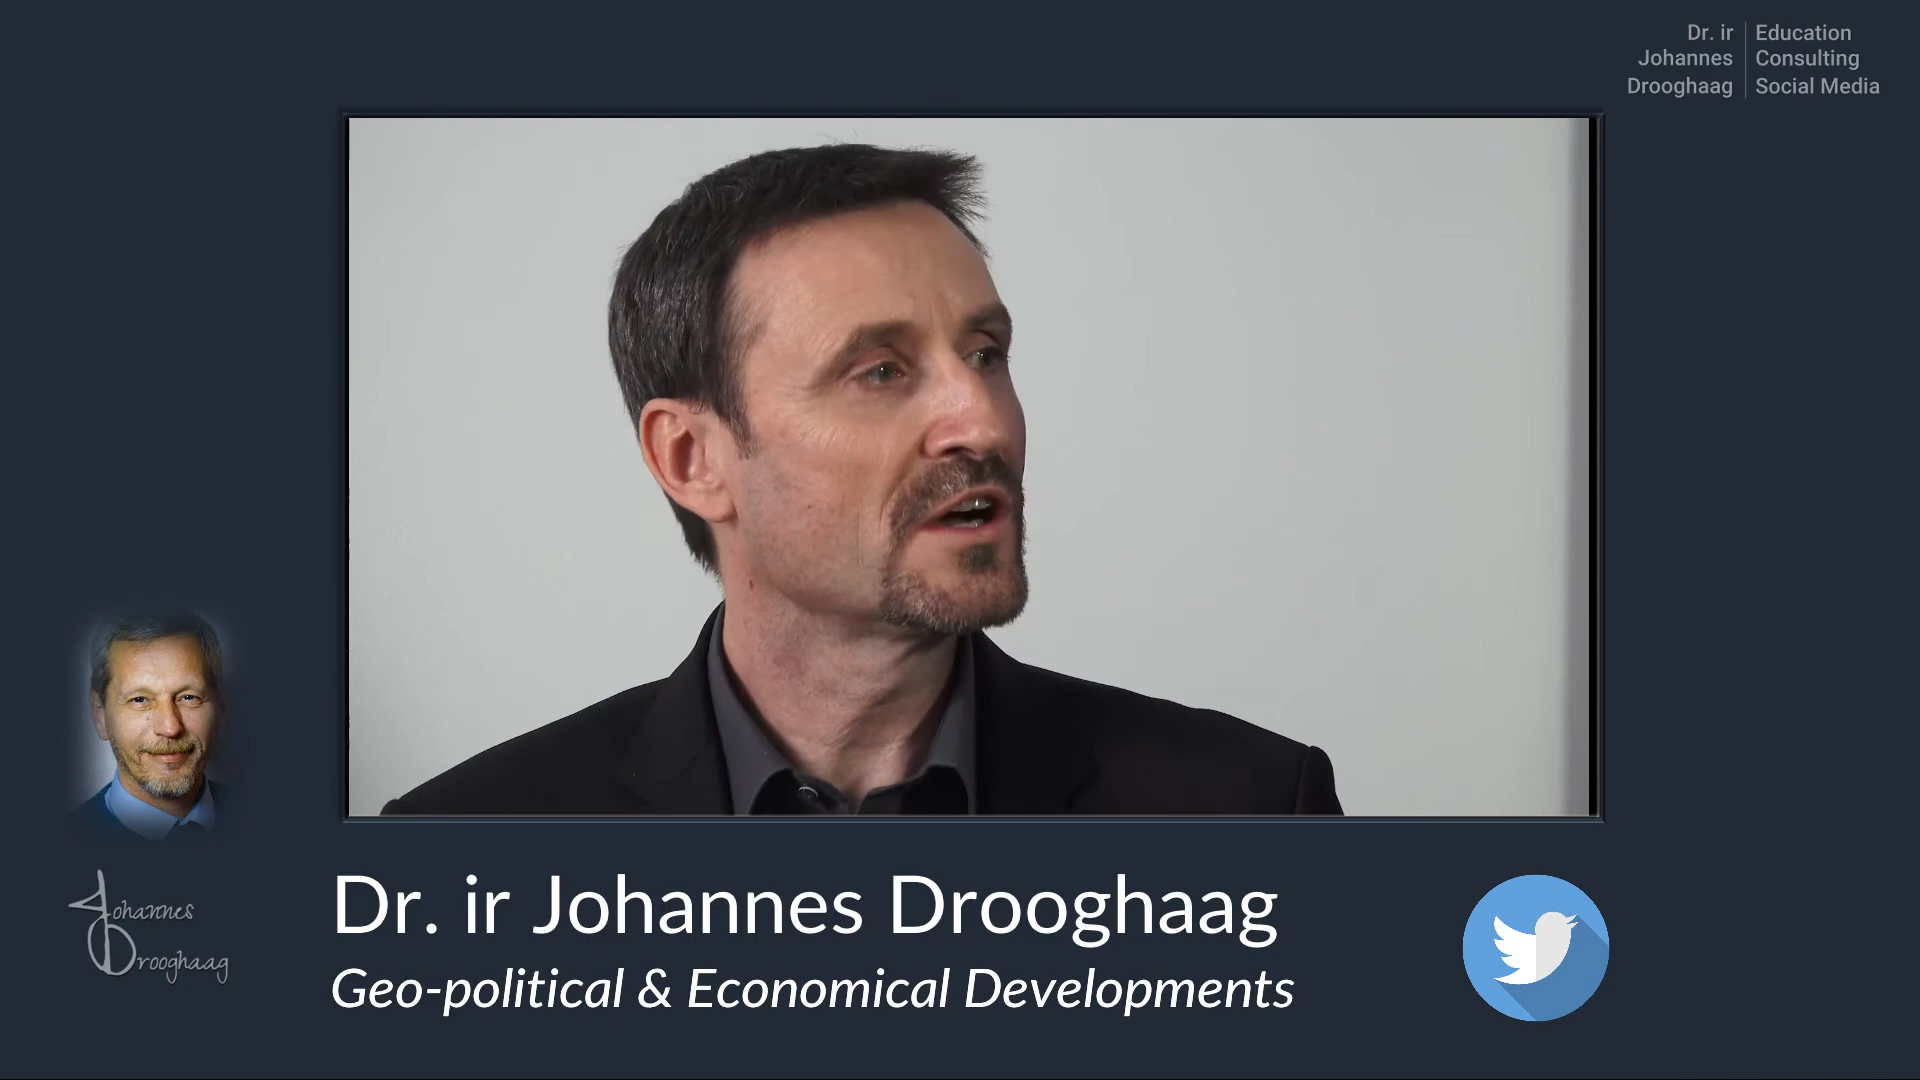 Dr. ir
Johannes
Drooghaag
Education
Consulting
Social Media
Johannes
Drooghaag
Dr. ir Johannes Drooghaag
Geo-political & Economical Developments